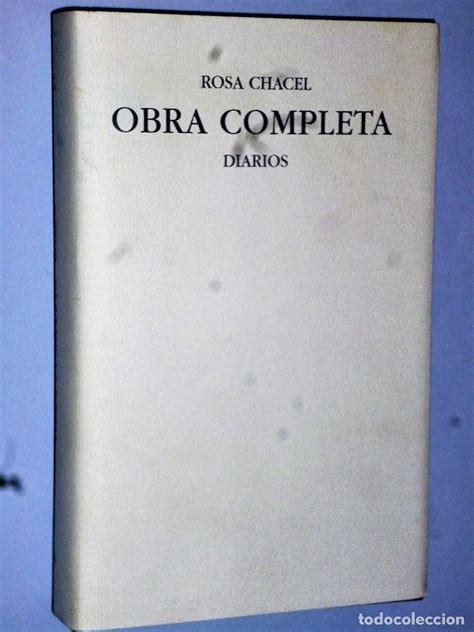 ROSA CHACEL
OBRA COMPLETA
DIARIOS
todocoleccion